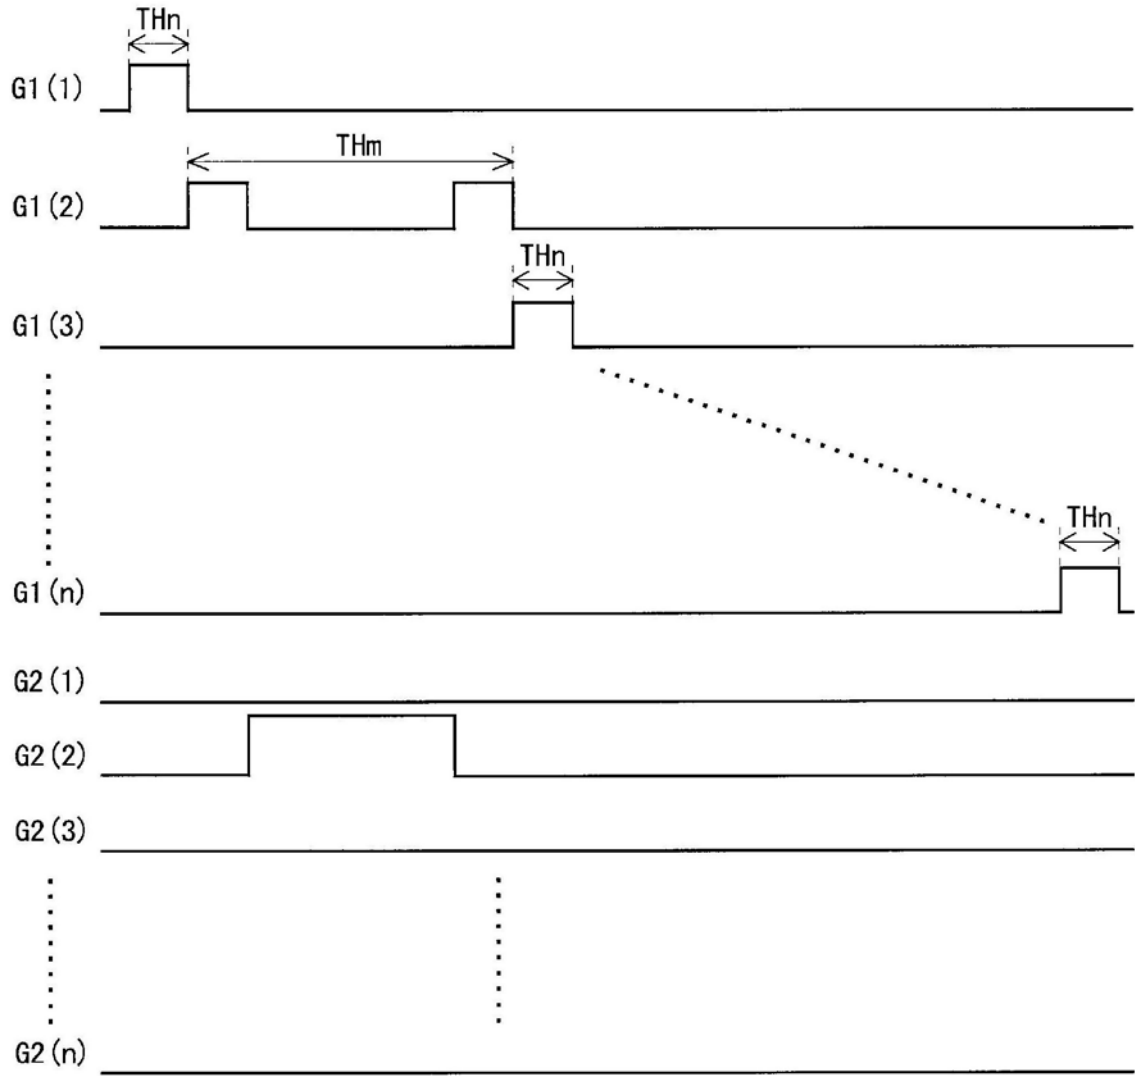 THn
G1(1)
THm
G1(2)
THn
G1(3)
THn
G1(n)
G2(1)
G2(2)
G2(3)
G2(n)